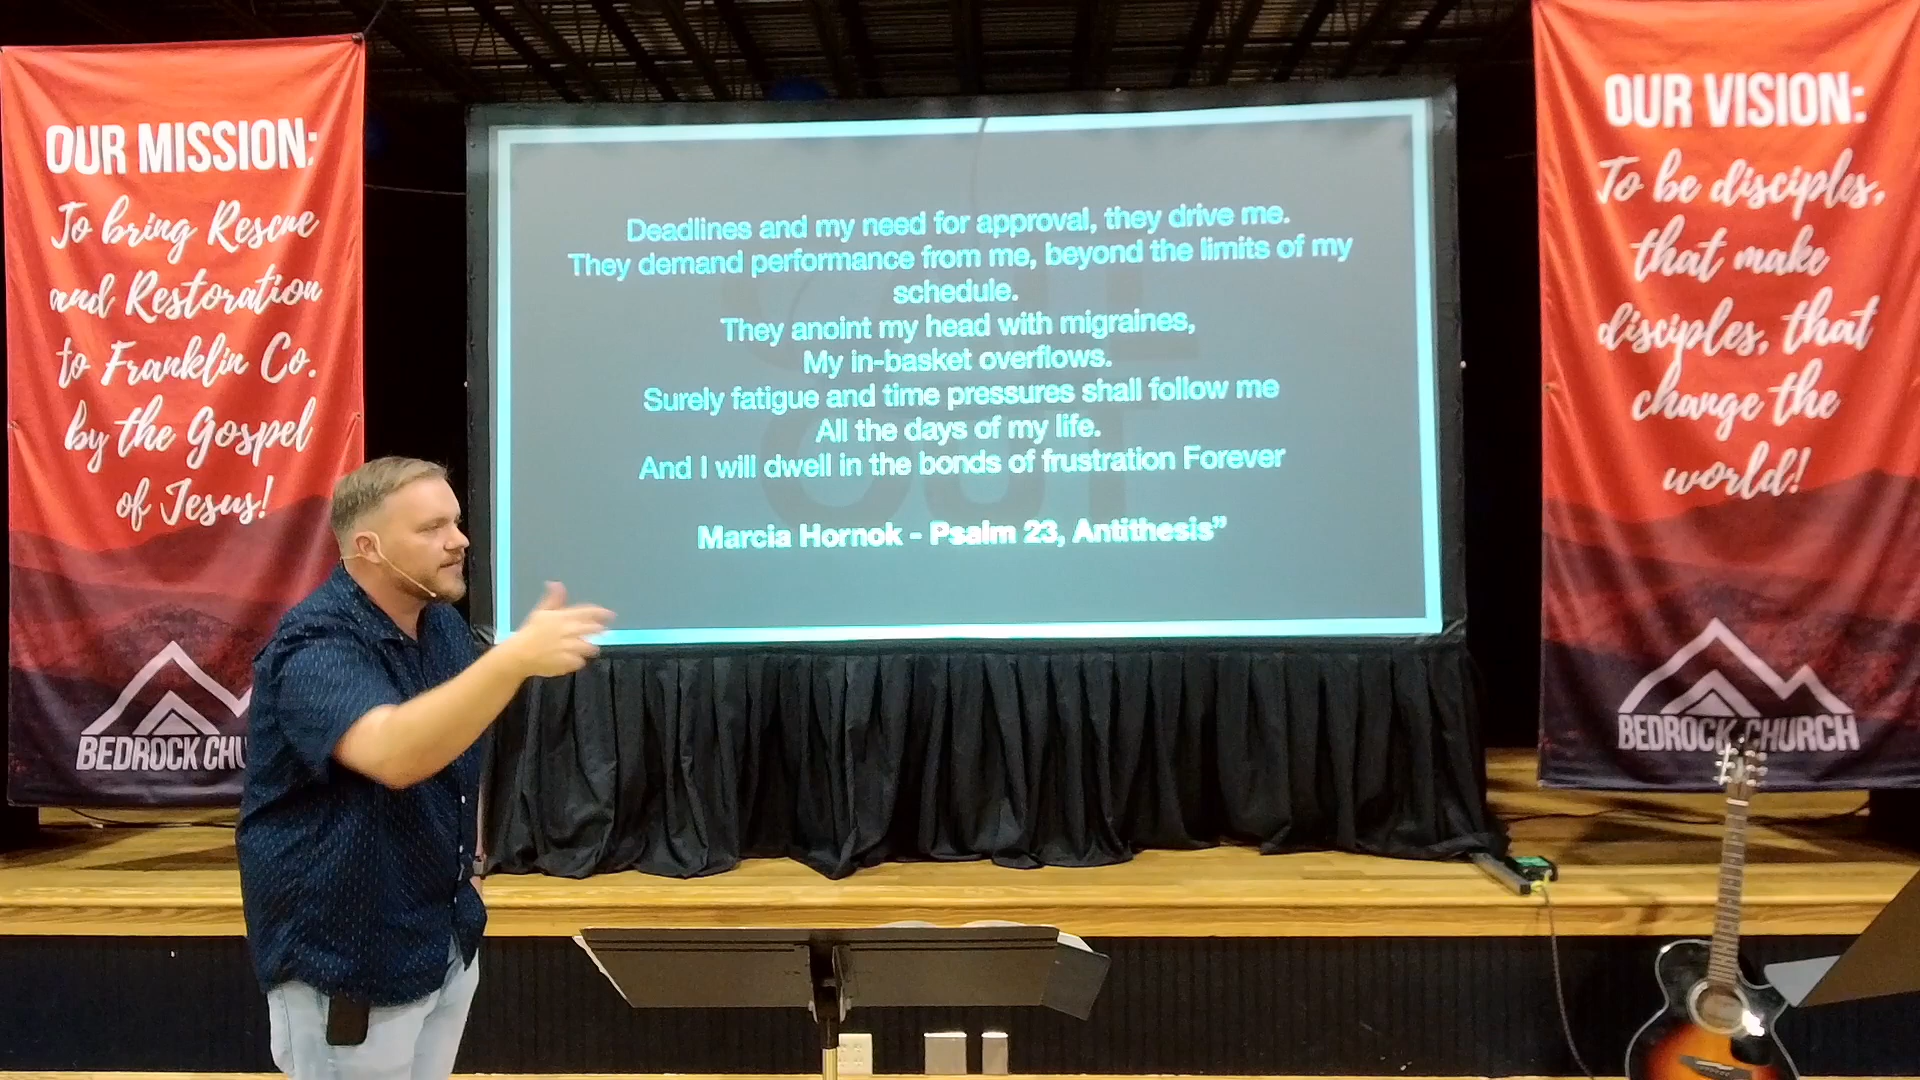 OUR MISSION:
To bring Rescue
and Restoration
to Franklin Co.
by the Gospel
of Jesus!
BEDROCK CHU
Deadlines and my need for approval, they drive me.
They demand performance from me, beyond the limits of my
schedule.
They anoint my head with migraines,
My in-basket overflows.
Surely fatigue and time pressures shall follow me
All the days of my life.
And I will dwell in the bonds of frustration Forever
Marcia Hornok - Psalm 23, Antithesis”
OUR VISION:
To be disciples,
that make
disciples, that
change the
world!
BEDROCK CHURCH